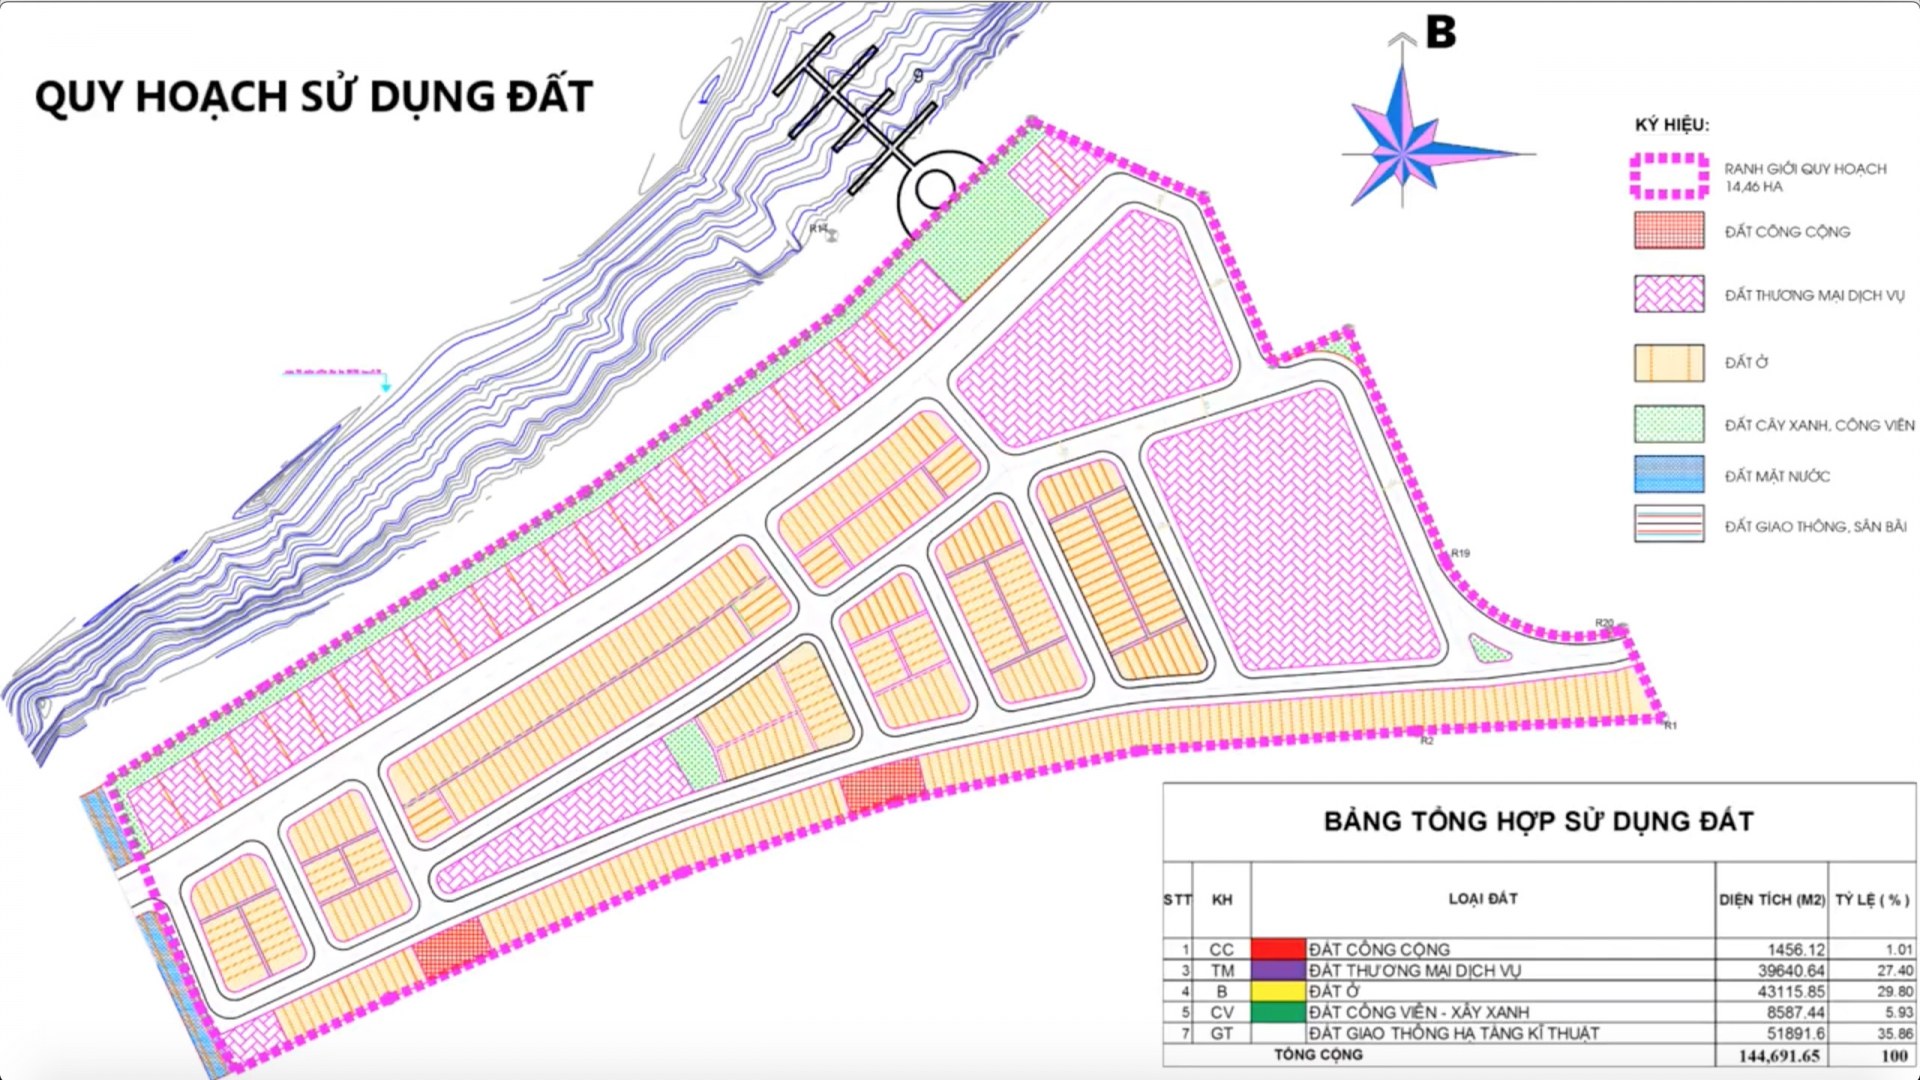 B
QUY HOẠCH SỬ DỤNG ĐẤT
9
KÝ HIỆU:
RANH GIỚI QUY HOẠCH
14,46 HA
ĐẤT CÔNG CỘNG
ĐẤT THƯƠNG MẠI DỊCH VỤ
ĐẤT Ở
ĐẤT CÂY XANH, CÔNG VIÊN
ĐẤT MẶT NƯỚC
ĐẤT GIAO THÔNG, SÂN BÃI
R19
R20
R1
R2
BẢNG TỔNG HỢP SỬ DỤNG ĐẤT
STT KH LOẠI ĐẤT DIỆN TÍCH (M2) TỶ LỆ ( % )
1 CC ĐẤT CÔNG CỘNG 1456.12 1.01
3 TM ĐẤT THƯƠNG MẠI DỊCH VỤ 39640.64 27.40
4 B ĐẤT Ở 43115.85 29.80
5 CV ĐẤT CÔNG VIÊN - XÂY XANH 8587.44 5.93
7 GT ĐẤT GIAO THÔNG HẠ TẦNG KĨ THUẬT 51891.6 35.86
TỔNG CỘNG 144,691.65 100